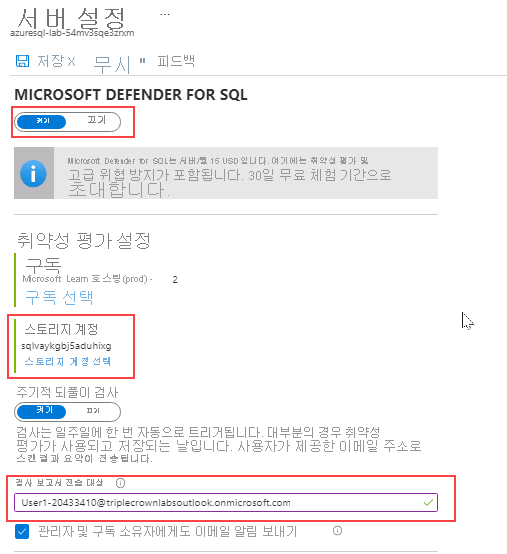 서버 설정 ...
azuresql-lab-54mv3sqe3zrxm
저장 X 무시 " 피드백
MICROSOFT DEFENDER FOR SQL
켜기 끄기
Microsoft Defender for SQL는 서버/월 15 USD입니다. 여기에는 취약성 평가 및
고급 위협 방지가 포함됩니다. 30일 무료 체험 기간으로
초대합니다.
취약성 평가 설정
구독
Microsoft Learn 호스팅(prod) - 2
구독 선택
스토리지 계정
sqlvaykgbj5aduhixg
스토리지 계정 선택
주기적 되풀이 검사
켜기 끄기
검사는 일주일에 한 번 자동으로 트리거됩니다. 대부분의 경우 취약성
평가가 사용되고 저장되는 날입니다. 사용자가 제공한 이메일 주소로
스캔 결과 요약이 전송됩니다.
검사 보고서 전송 대상
User1-20433410@triplecrownlabsoutlook.onmicrosoft.com
관리자 및 구독 소유자에게도 이메일 알림 보내기